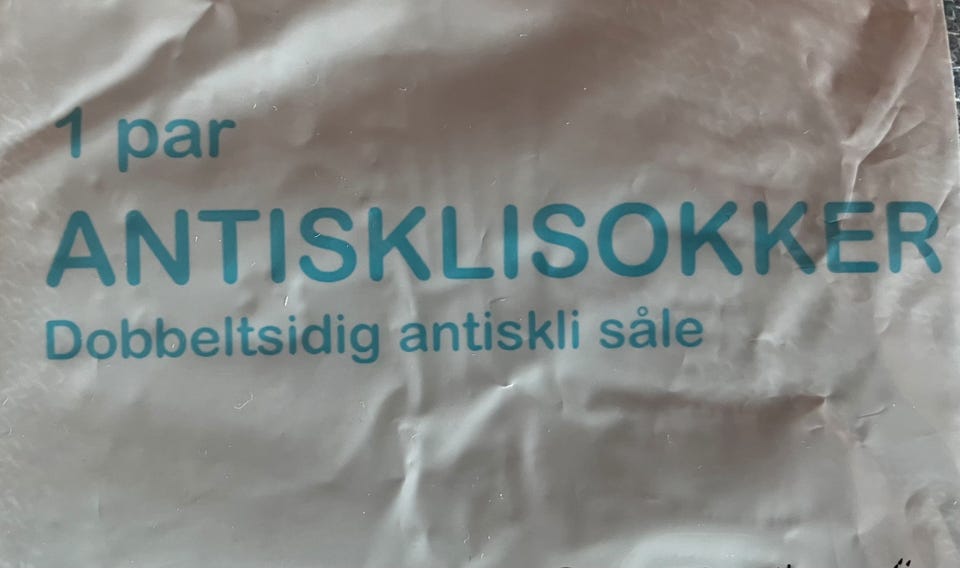 1 par
ANTISKLISOKKER
Dobbeltsidig antiskli såle